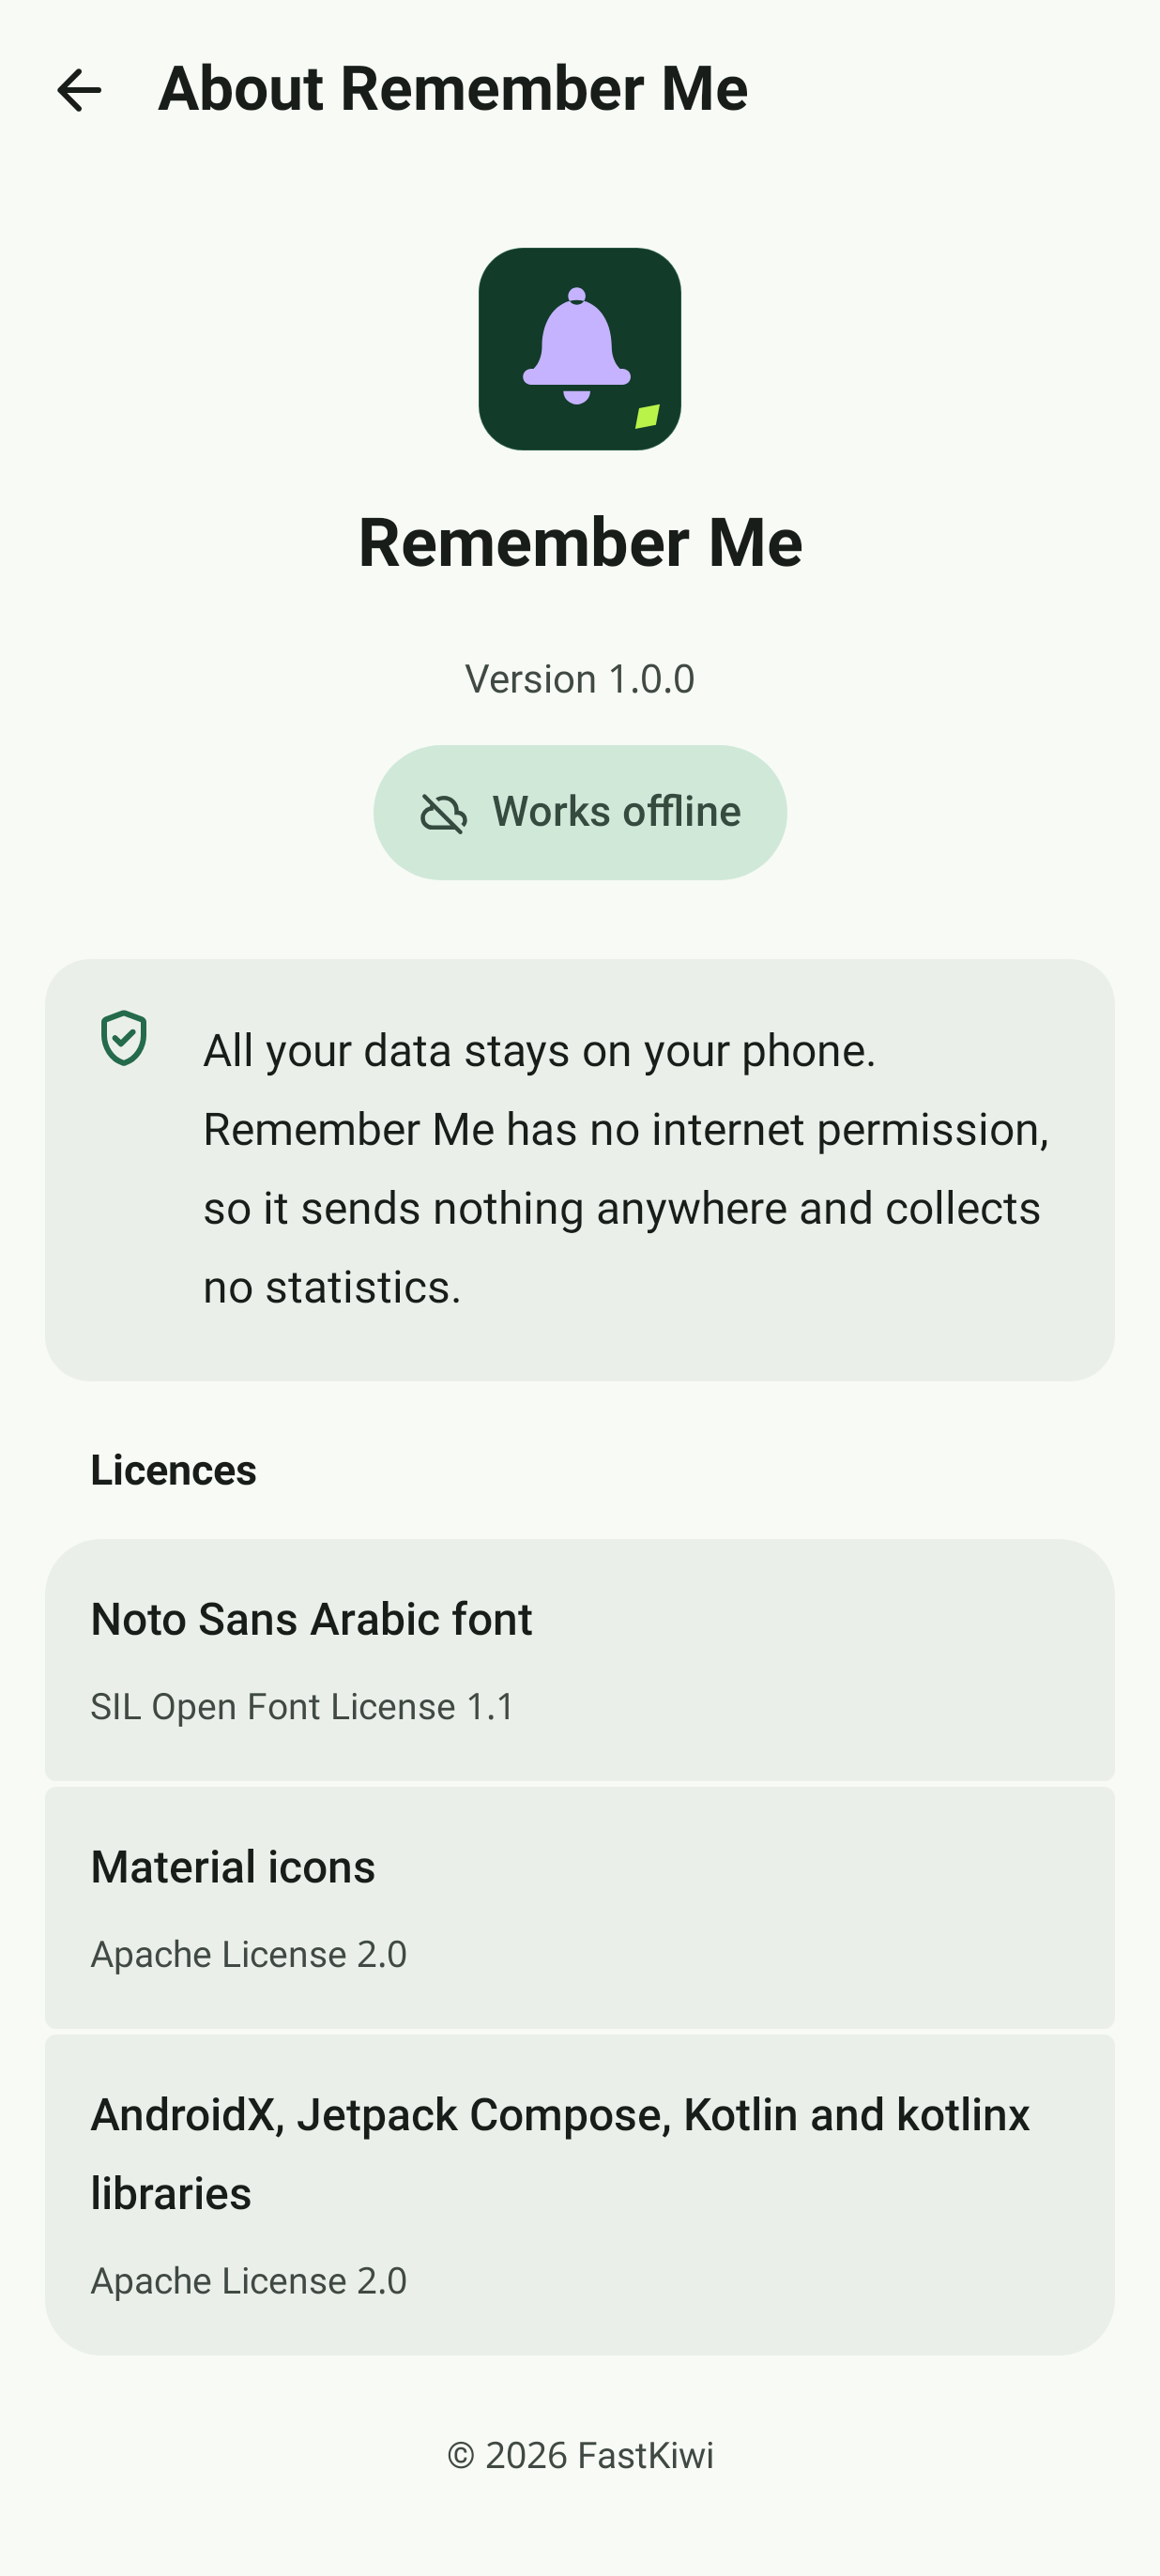 About Remember Me
Remember Me
Version 1.0.0
Works offline
All your data stays on your phone.
Remember Me has no internet permission,
so it sends nothing anywhere and collects
no statistics.
Licences
Noto Sans Arabic font
SIL Open Font License 1.1
Material icons
Apache License 2.0
AndroidX, Jetpack Compose, Kotlin and kotlinx
libraries
Apache License 2.0
© 2026 FastKiwi